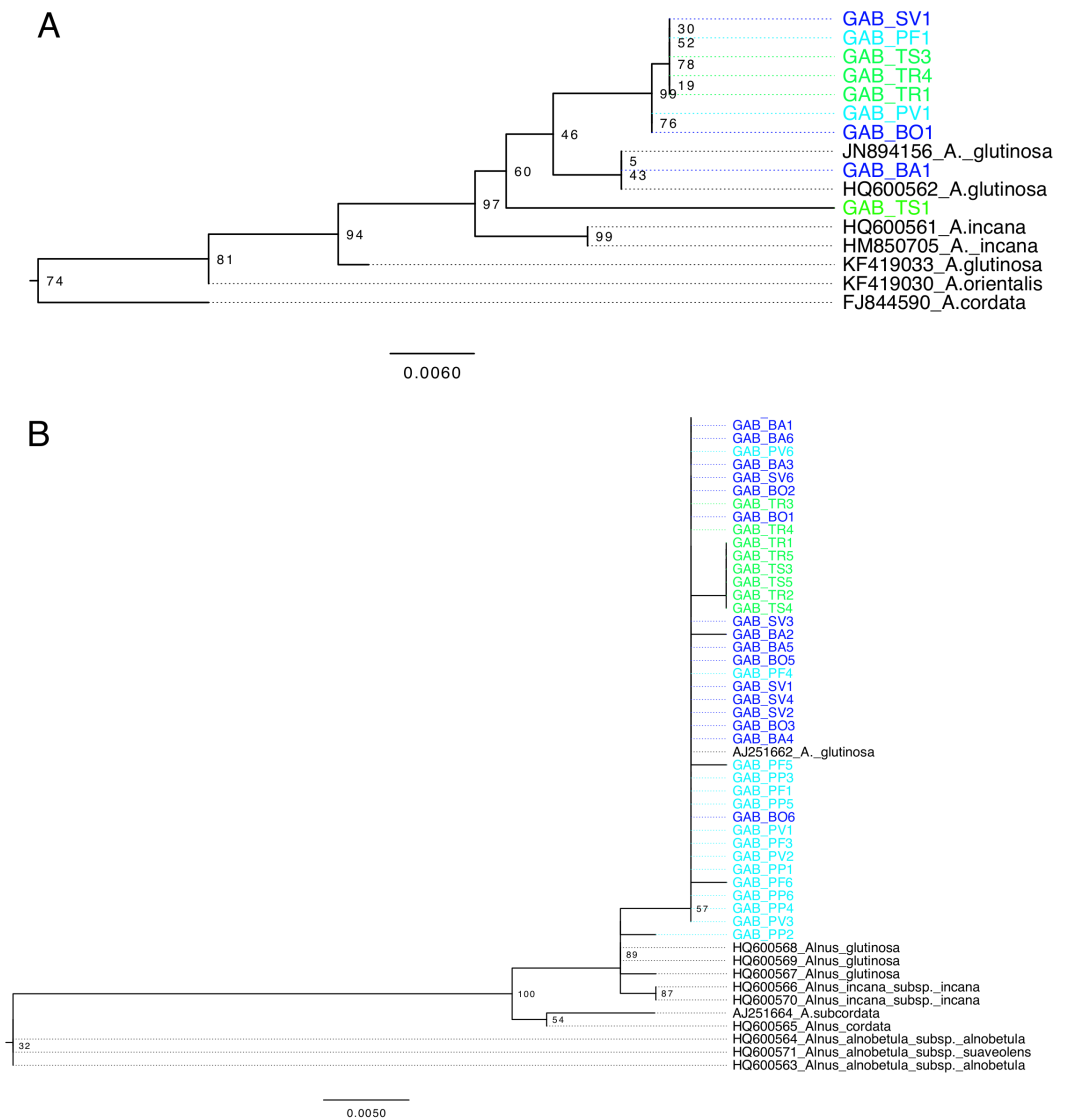 A
GAB_SV1
30
GAB_PF1
52
GAB_TS3
78
GAB_TR4
19
99
GAB_TR1
GAB_PV1
76
GAB_BO1
46
JN894156_A._glutinosa
5
GAB_BA1
43
HQ600562_A.glutinosa
60
97
GAB_TS1
HQ600561_A.incana
99
94
HM850705_A._incana
81
KF419033_A.glutinosa
74
KF419030_A.orientalis
FJ844590_A.cordata
0.0060
B
GAB_BA1
GAB_BA6
GAB_PV6
GAB_BA3
GAB_SV6
GAB_BO2
GAB_TR3
GAB_BO1
GAB_TR4
GAB_TR1
GAB_TR5
GAB_TS3
GAB_TS5
GAB_TR2
GAB_TS4
GAB_SV3
GAB_BA2
GAB_BA5
GAB_BO5
GAB_PF4
GAB_SV1
GAB_SV4
GAB_SV2
GAB_BO3
GAB_BA4
AJ251662_A._glutinosa
GAB_PF5
GAB_PP3
GAB_PF1
GAB_PP5
GAB_BO6
GAB_PV1
GAB_PF3
GAB_PV2
GAB_PP1
GAB_PF6
GAB_PP6
57
GAB_PP4
GAB_PV3
GAB_PP2
HQ600568_Alnus_glutinosa
89
HQ600569_Alnus_glutinosa
HQ600567_Alnus_glutinosa
HQ600566_Alnus_incana_subsp._incana
100
87
HQ600570_Alnus_incana_subsp._incana
AJ251664_A.subcordata
54
HQ600565_Alnus_cordata
HQ600564_Alnus_alnobetula_subsp._alnobetula
32
HQ600571_Alnus_alnobetula_subsp._suaveolens
HQ600563_Alnus_alnobetula_subsp._alnobetula
0.0050